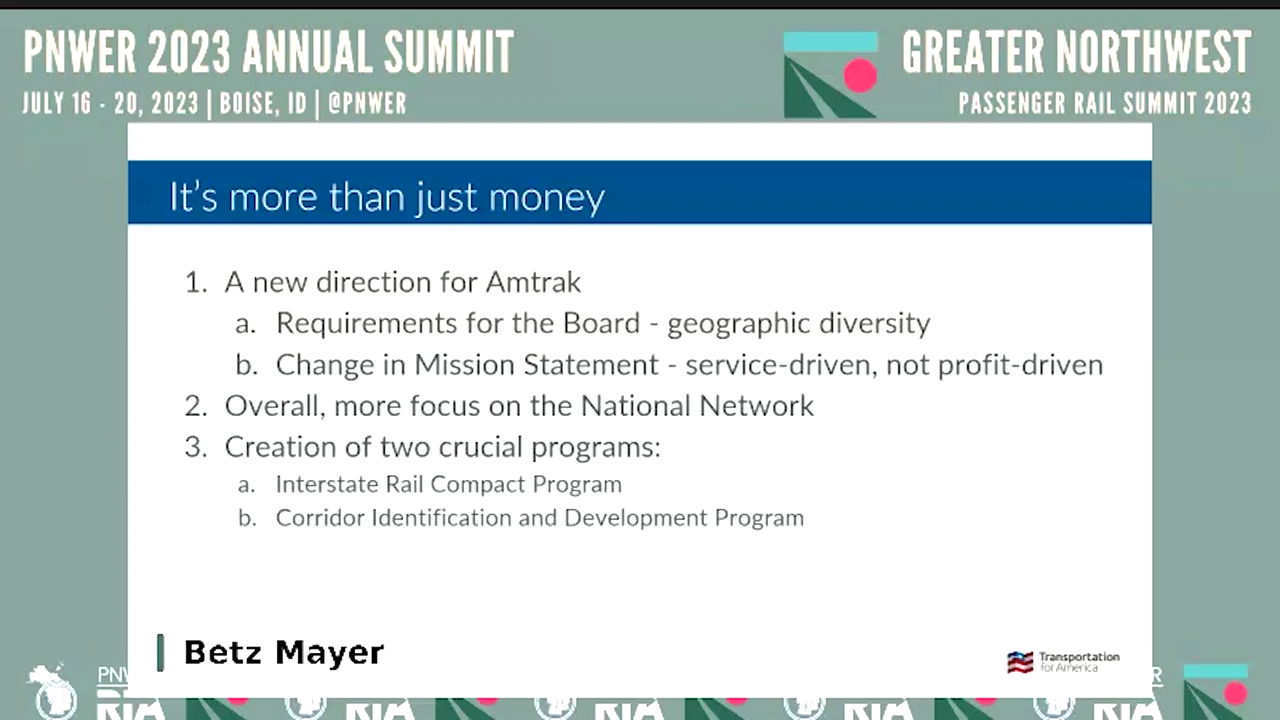 PNWER 2023 ANNUAL SUMMIT
JULY 16 - 20, 2023 | BOISE, ID | @PNWER
GREATER NORTHWEST
PASSENGER RAIL SUMMIT 2023
It's more than just money
1. A new direction for Amtrak
a. Requirements for the Board - geographic diversity
b. Change in Mission Statement - service-driven, not profit-driven
2. Overall, more focus on the National Network
3. Creation of two crucial programs:
a. Interstate Rail Compact Program
b. Corridor Identification and Development Program
Betz Mayer
Transportation
for America